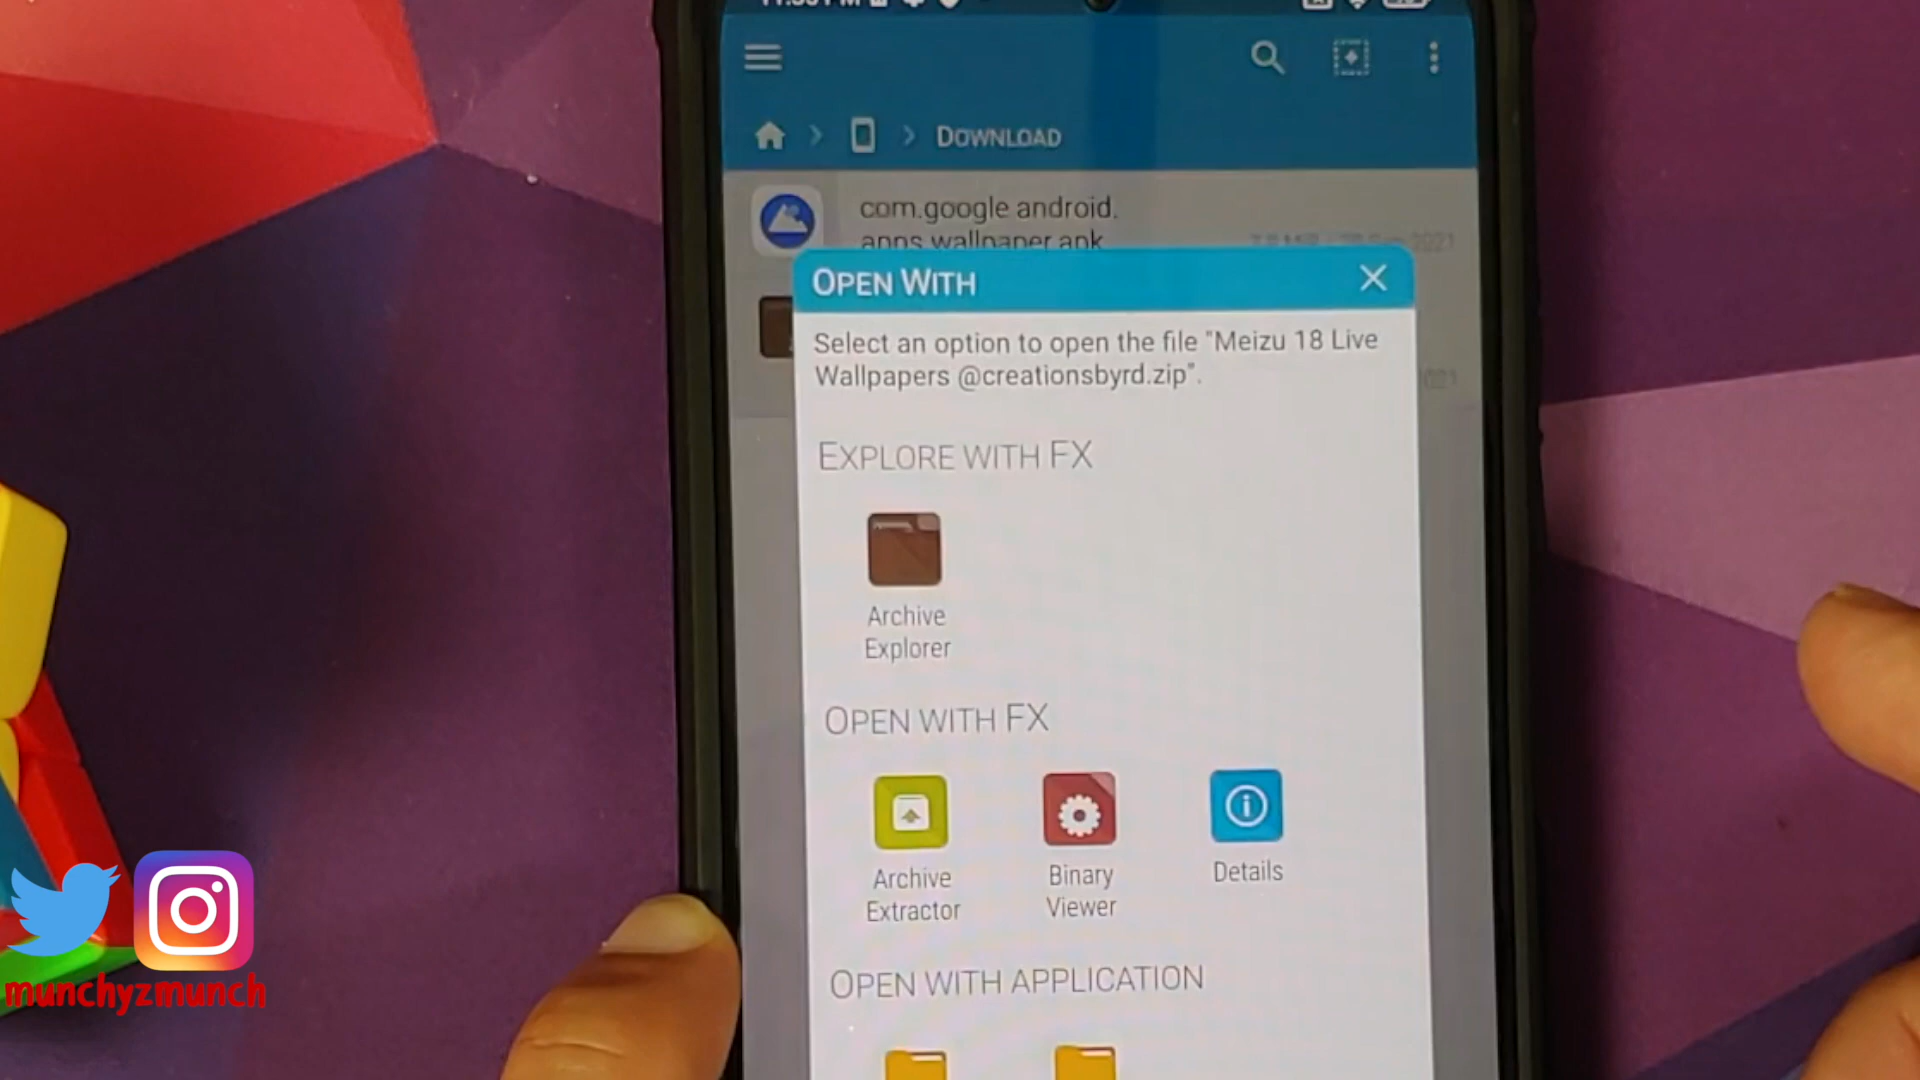 DOWNLOAD
com.google android.
apps.wallpaper.apk
2021
OPEN WITH
Select an option to open the file "Meizu 18 Live
Wallpapers @creationsbyrd.zip".
2021
EXPLORE WITH FX
Archive
Explorer
OPEN WITH FX
Archive
Extractor
Binary
Viewer
Details
OPEN WITH APPLICATION
munchyzmunch